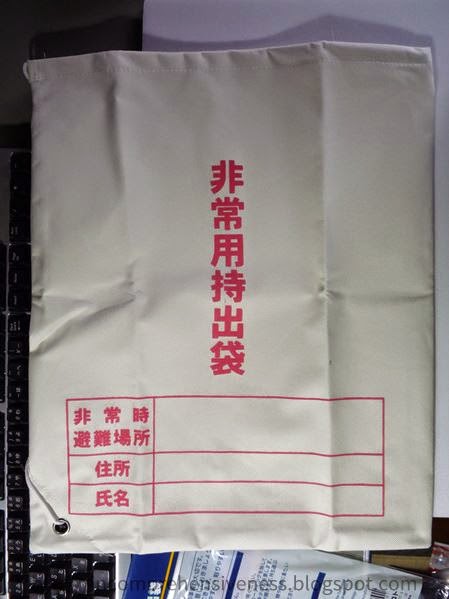 非常用持出袋
非常時
避難場所
住所
氏名
comprehensiveness.blogspot.com